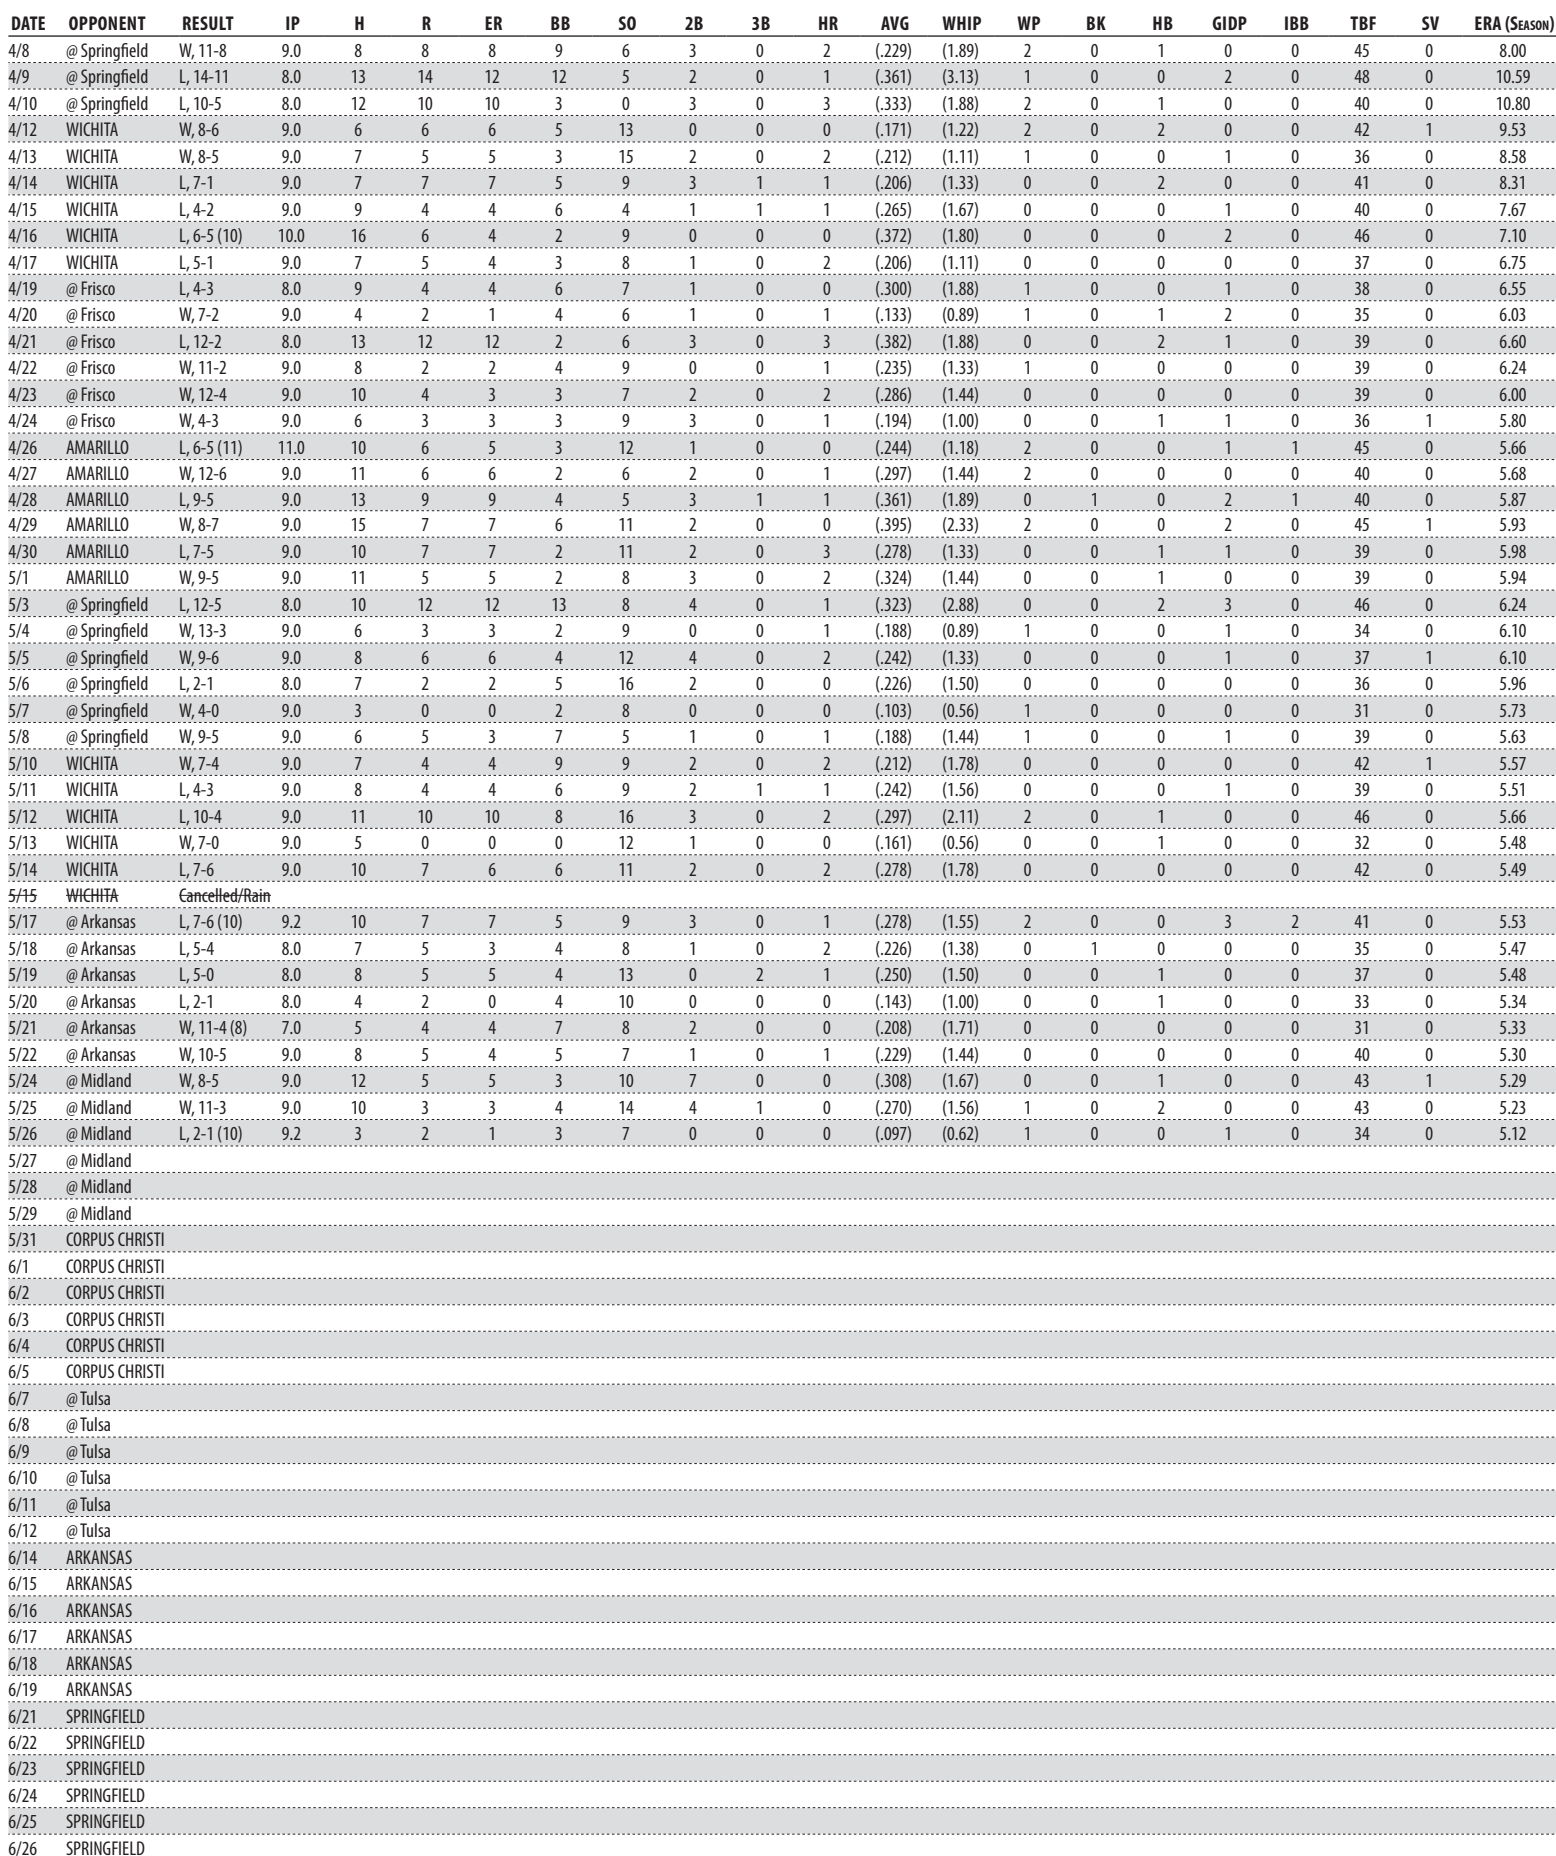 DATE OPPONENT RESULT IP H R ER BB SO 2B 3B HR AVG WHIP WP BK HB GIDP IBB TBF SV ERA (SEASON)
4/8 @ Springfield W, 11-8 9.0 8 8 8 9 6 3 0 2 (.229) (1.89) 2 0 1 0 0 45 0 8.00
4/9 @ Springfield L, 14-11 8.0 13 14 12 12 5 2 0 1 (.361) (3.13) 1 0 0 2 0 48 0 10.59
4/10 @ Springfield L, 10-5 8.0 12 10 10 3 0 3 0 3 (.333) (1.88) 2 0 1 0 0 40 0 10.80
4/12 WICHITA W, 8-6 9.0 6 6 6 5 13 0 0 0 (.171) (1.22) 2 0 2 0 0 42 1 9.53
4/13 WICHITA W, 8-5 9.0 7 5 5 3 15 2 0 2 (.212) (1.11) 1 0 0 1 0 36 0 8.58
4/14 WICHITA L, 7-1 9.0 7 7 7 5 9 3 1 1 (.206) (1.33) 0 0 2 0 0 41 0 8.31
4/15 WICHITA L, 4-2 9.0 9 4 4 6 4 1 1 1 (.265) (1.67) 0 0 0 1 0 40 0 7.67
4/16 WICHITA L, 6-5 (10) 10.0 16 6 4 2 9 0 0 0 (.372) (1.80) 0 0 0 2 0 46 0 7.10
4/17 WICHITA L, 5-1 9.0 7 5 4 3 8 1 0 2 (.206) (1.11) 0 0 0 0 0 37 0 6.75
4/19 @ Frisco L, 4-3 8.0 9 4 4 6 7 1 0 0 (.300) (1.88) 1 0 0 1 0 38 0 6.55
4/20 @ Frisco W, 7-2 9.0 4 2 1 4 6 1 0 1 (.133) (0.89) 1 0 1 2 0 35 0 6.03
4/21 @ Frisco L, 12-2 8.0 13 12 12 2 6 3 0 3 (.382) (1.88) 0 0 2 1 0 39 0 6.60
4/22 @ Frisco W, 11-2 9.0 8 2 2 4 9 0 0 1 (.235) (1.33) 1 0 0 0 0 39 0 6.24
4/23 @ Frisco W, 12-4 9.0 10 4 3 3 7 2 0 2 (.286) (1.44) 0 0 0 0 0 39 0 6.00
4/24 @ Frisco W, 4-3 9.0 6 3 3 3 9 3 0 1 (.194) (1.00) 0 0 1 1 0 36 1 5.80
4/26 AMARILLO L, 6-5 (11) 11.0 10 6 5 3 12 1 0 0 (.244) (1.18) 2 0 0 1 1 45 0 5.66
4/27 AMARILLO W, 12-6 9.0 11 6 6 2 6 2 0 1 (.297) (1.44) 2 0 0 0 0 40 0 5.68
4/28 AMARILLO L, 9-5 9.0 13 9 9 4 5 3 1 1 (.361) (1.89) 0 1 0 2 1 40 0 5.87
4/29 AMARILLO W, 8-7 9.0 15 7 7 6 11 2 0 0 (.395) (2.33) 2 0 0 2 0 45 1 5.93
4/30 AMARILLO L, 7-5 9.0 10 7 7 2 11 2 0 3 (.278) (1.33) 0 0 1 1 0 39 0 5.98
5/1 AMARILLO W, 9-5 9.0 11 5 5 2 8 3 0 2 (.324) (1.44) 0 0 1 0 0 39 0 5.94
5/3 @ Springfield L, 12-5 8.0 10 12 12 13 8 4 0 1 (.323) (2.88) 0 0 2 3 0 46 0 6.24
5/4 @ Springfield W, 13-3 9.0 6 3 3 2 9 0 0 1 (.188) (0.89) 1 0 0 1 0 34 0 6.10
5/5 @ Springfield W, 9-6 9.0 8 6 6 4 12 4 0 2 (.242) (1.33) 0 0 0 1 0 37 1 6.10
5/6 @ Springfield L, 2-1 8.0 7 2 2 5 16 2 0 0 (.226) (1.50) 0 0 0 0 0 36 0 5.96
5/7 @ Springfield W, 4-0 9.0 3 0 0 2 8 0 0 0 (.103) (0.56) 1 0 0 0 0 31 0 5.73
5/8 @ Springfield W, 9-5 9.0 6 5 3 7 5 1 0 1 (.188) (1.44) 1 0 0 1 0 39 0 5.63
5/10 WICHITA W, 7-4 9.0 7 4 4 9 9 2 0 2 (.212) (1.78) 0 0 0 0 0 42 1 5.57
5/11 WICHITA L, 4-3 9.0 8 4 4 6 9 2 1 1 (.242) (1.56) 0 0 0 1 0 39 0 5.51
5/12 WICHITA L, 10-4 9.0 11 10 10 8 16 3 0 2 (.297) (2.11) 2 0 1 0 0 46 0 5.66
5/13 WICHITA W, 7-0 9.0 5 0 0 0 12 1 0 0 (.161) (0.56) 0 0 1 0 0 32 0 5.48
5/14 WICHITA L, 7-6 9.0 10 7 6 6 11 2 0 2 (.278) (1.78) 0 0 0 0 0 42 0 5.49
5/15 WICHITA Cancelled/Rain
5/17 @ Arkansas L, 7-6 (10) 9.2 10 7 7 5 9 3 0 1 (.278) (1.55) 2 0 0 3 2 41 0 5.53
5/18 @ Arkansas L, 5-4 8.0 7 5 3 4 8 1 0 2 (.226) (1.38) 0 1 0 0 0 35 0 5.47
5/19 @ Arkansas L, 5-0 8.0 8 5 5 4 13 0 2 1 (.250) (1.50) 0 0 1 0 0 37 0 5.48
5/20 @ Arkansas L, 2-1 8.0 4 2 0 4 10 0 0 0 (.143) (1.00) 0 0 1 0 0 33 0 5.34
5/21 @ Arkansas W, 11-4 (8) 7.0 5 4 4 7 8 2 0 0 (.208) (1.71) 0 0 0 0 0 31 0 5.33
5/22 @ Arkansas W, 10-5 9.0 8 5 4 5 7 1 0 1 (.229) (1.44) 0 0 0 0 0 40 0 5.30
5/24 @ Midland W, 8-5 9.0 12 5 5 3 10 7 0 0 (.308) (1.67) 0 0 1 0 0 43 1 5.29
5/25 @ Midland W, 11-3 9.0 10 3 3 4 14 4 1 0 (.270) (1.56) 1 0 2 0 0 43 0 5.23
5/26 @ Midland L, 2-1 (10) 9.2 3 2 1 3 7 0 0 0 (.097) (0.62) 1 0 0 1 0 34 0 5.12
5/27 @ Midland
5/28 @ Midland
5/29 @ Midland
5/31 CORPUS CHRISTI
6/1 CORPUS CHRISTI
6/2 CORPUS CHRISTI
6/3 CORPUS CHRISTI
6/4 CORPUS CHRISTI
6/5 CORPUS CHRISTI
6/7 @ Tulsa
6/8 @ Tulsa
6/9 @ Tulsa
6/10 @ Tulsa
6/11 @ Tulsa
6/12 @ Tulsa
6/14 ARKANSAS
6/15 ARKANSAS
6/16 ARKANSAS
6/17 ARKANSAS
6/18 ARKANSAS
6/19 ARKANSAS
6/21 SPRINGFIELD
6/22 SPRINGFIELD
6/23 SPRINGFIELD
6/24 SPRINGFIELD
6/25 SPRINGFIELD
6/26 SPRINGFIELD